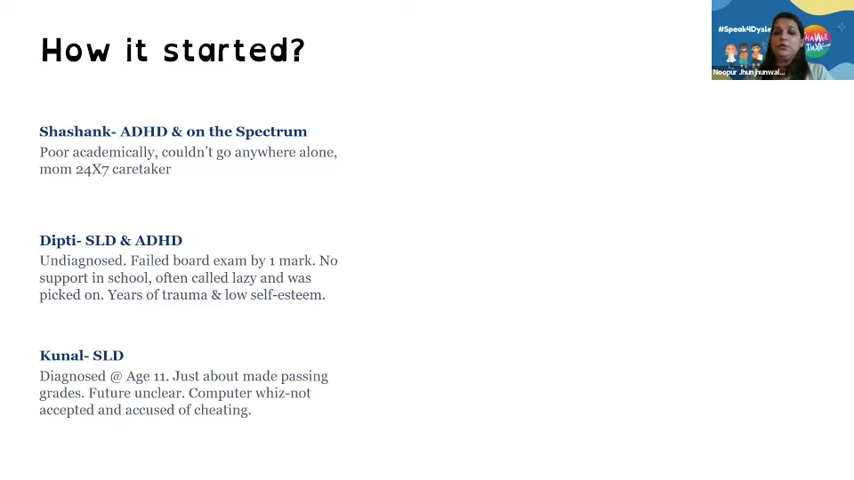 How it started?
#Speak4Dysle
Noopur Jhunjhunwal...
Shashank- ADHD & on the Spectrum
Poor academically, couldn't go anywhere alone,
mom 24X7 caretaker
Dipti- SLD & ADHD
Undiagnosed. Failed board exam by 1 mark. No
support in school, often called lazy and was
picked on. Years of trauma & low self-esteem.
Kunal- SLD
Diagnosed @ Age 11. Just about made passing
grades. Future unclear. Computer whiz-not
accepted and accused of cheating.